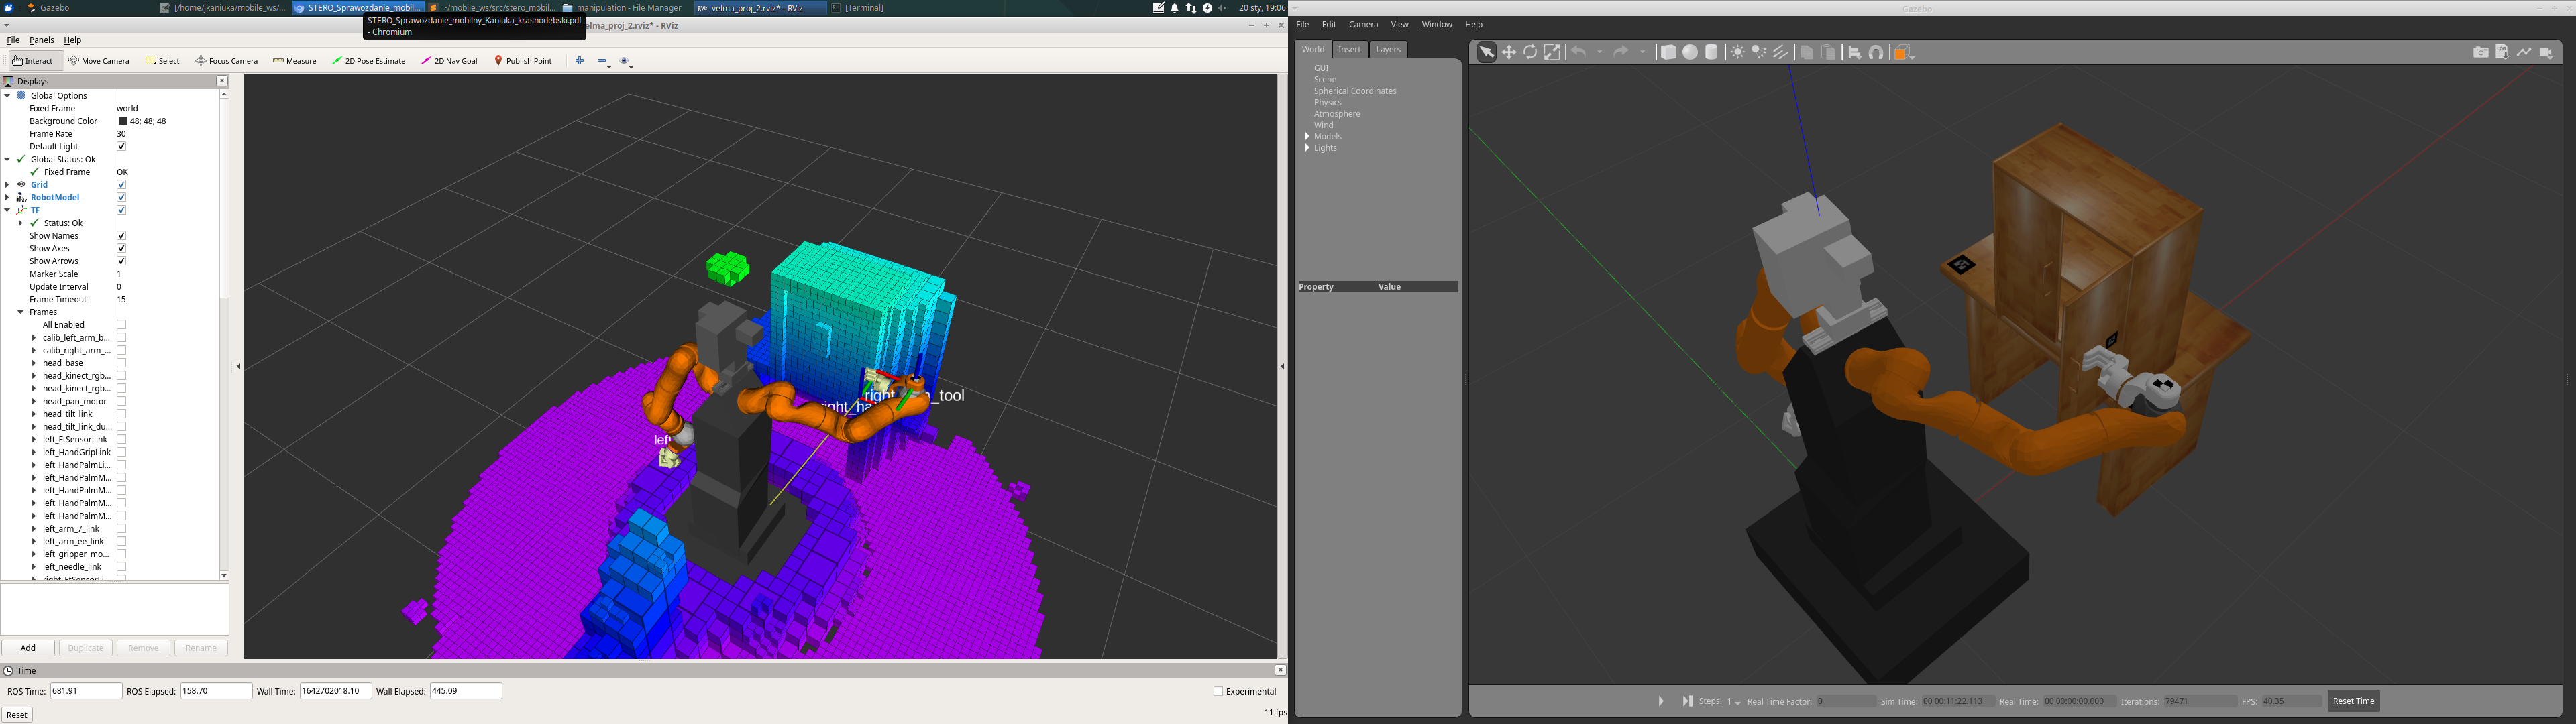 Gazebo
[/home/jkaniuka/mobile_ws/...
STERO_Sprawozdanie_mobil...
~/mobile_ws/src/stero_mobil...
manipulation - File Manager
velma_proj_2.rviz* - RViz
[Terminal]
20 sty, 19:06
STERO_Sprawozdanie_mobilny_Kaniuka_krasnodębski.pdf
- Chromium
elma_proj_2.rviz* - RViz
File Panels Help
Interact Move Camera Select Focus Camera Measure 2D Pose Estimate 2D Nav Goal Publish Point
Displays
Global Options
Fixed Frame world
Background Color 48; 48; 48
Frame Rate 30
Default Light
Global Status: Ok
Fixed Frame OK
Grid
RobotModel
TF
Status: Ok
Show Names
Show Axes
Show Arrows
Marker Scale 1
Update Interval 0
Frame Timeout 15
Frames
All Enabled
calib_left_arm_b...
calib_right_arm_...
head_base
head_kinect_rgb...
head_kinect_rgb...
head_pan_motor
head_tilt_link
head_tilt_link_du...
left_FtSensorLink
left_HandGripLink
left_HandPalmLi...
left_HandPalmM...
left_HandPalmM...
left_HandPalmM...
left_HandPalmM...
left_arm_7_link
left_arm_ee_link
left_gripper_mo...
left_needle_link
right_FtSensorLi...
Add Duplicate Remove Rename
right
_tool
right_ha
left
Time
ROS Time: 681.91 ROS Elapsed: 158.70 Wall Time: 1642702018.10 Wall Elapsed: 445.09 Experimental
Reset
11 fps
Gazebo
File Edit Camera View Window Help
World Insert Layers
GUI
Scene
Spherical Coordinates
Physics
Atmosphere
Wind
Models
Lights
Property Value
Steps: 1 Real Time Factor: 0 Sim Time: 00 00:11:22.113 Real Time: 00 00:00:00.000 Iterations: 79471 FPS: 40.35 Reset Time